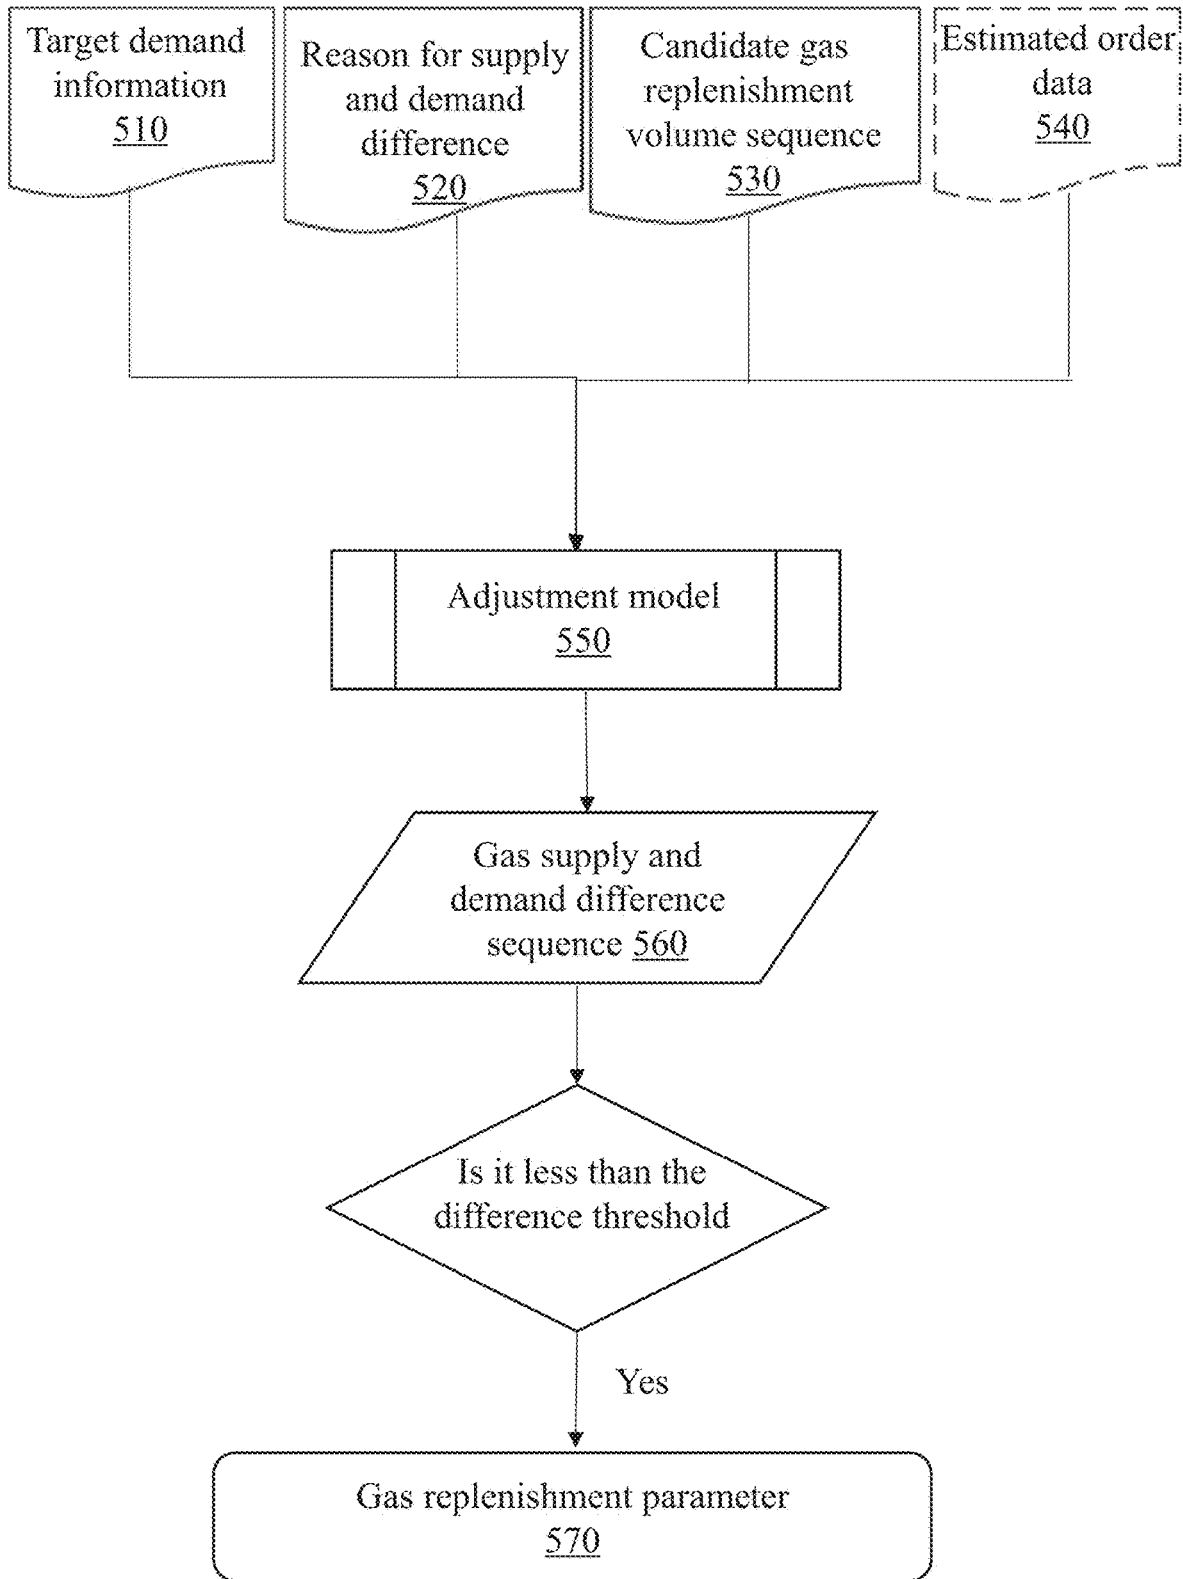 Target demand
information
510
Reason for supply
and demand
difference
520
Candidate gas
replenishment
volume sequence
530
Estimated order
data
540
Adjustment model
550
Gas supply and
demand difference
sequence 560
Is it less than the
difference threshold
Yes
Gas replenishment parameter
570